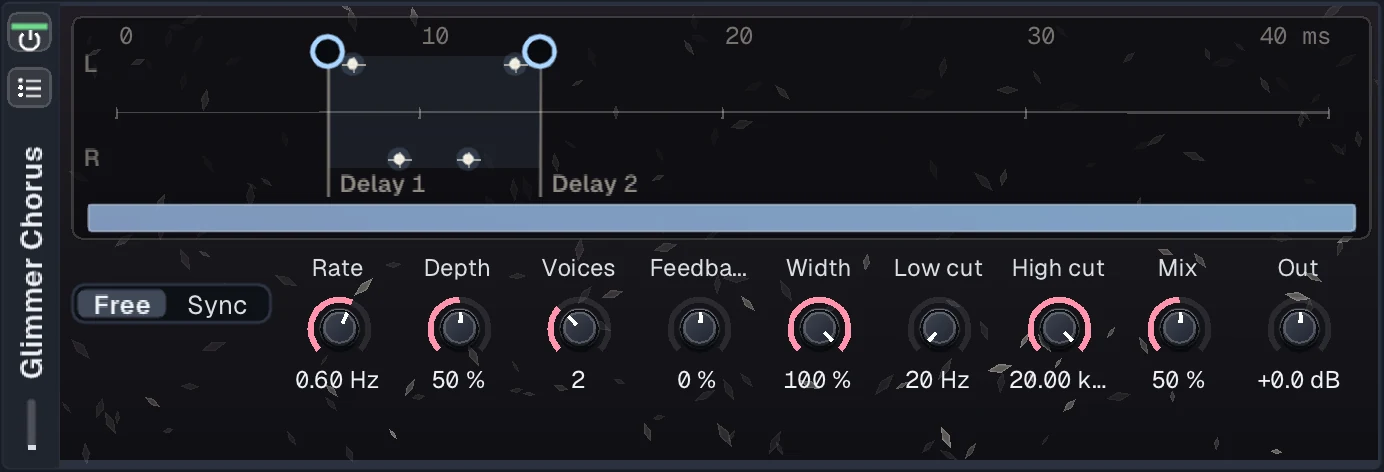 Glimmer Chorus
0 10 20 30 40 ms
L
R
Delay 1 Delay 2
Rate Depth Voices Feedba... Width Low cut High cut Mix Out
Free Sync
0.60 Hz 50 % 2 0 % 100 % 20 Hz 20.00 k... 50 % +0.0 dB